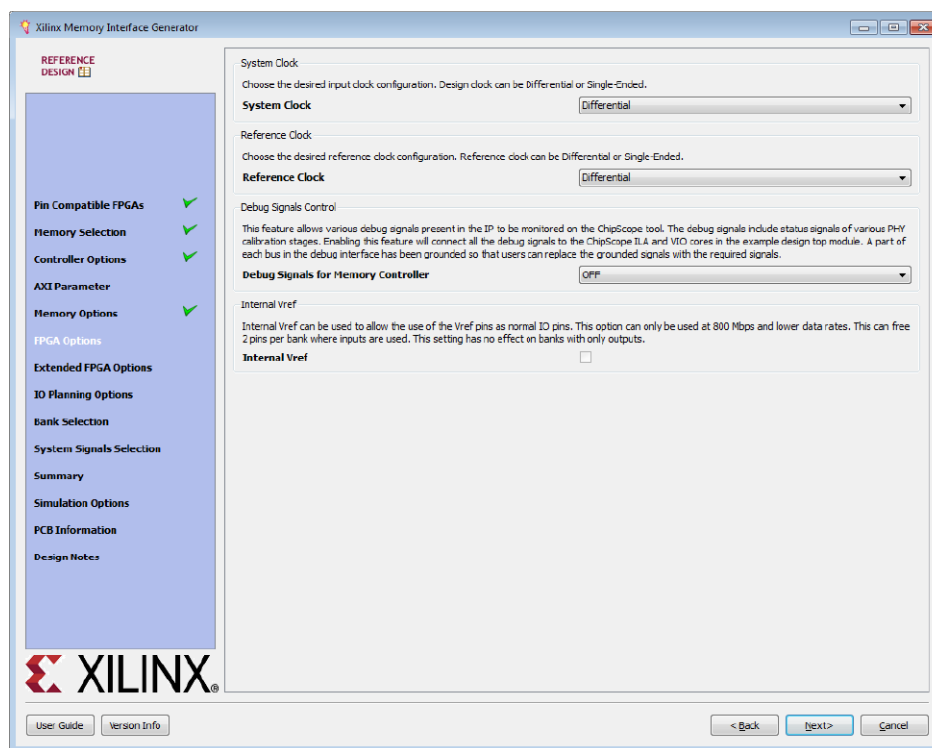 Xilinx Memory Interface Generator
REFERENCE
DESIGN
Pin Compatible FPGAs
Memory Selection
Controller Options
AXI Parameter
Memory Options
FPGA Options
Extended FPGA Options
IO Planning Options
Bank Selection
System Signals Selection
Summary
Simulation Options
PCB Information
Design Notes
XILINX®
System Clock
Choose the desired input clock configuration. Design clock can be Differential or Single-Ended.
System Clock Differential
Reference Clock
Choose the desired reference clock configuration. Reference clock can be Differential or Single-Ended.
Reference Clock Differential
Debug Signals Control
This feature allows various debug signals present in the IP to be monitored on the ChipScope tool. The debug signals include status signals of various PHY
calibration stages. Enabling this feature will connect all the debug signals to the ChipScope ILA and VIO cores in the example design top module. A part of
each bus in the debug interface has been grounded so that users can replace the grounded signals with the required signals.
Debug Signals for Memory Controller OFF
Internal Vref
Internal Vref can be used to allow the use of the Vref pins as normal IO pins. This option can only be used at 800 Mbps and lower data rates. This can free
2 pins per bank where inputs are used. This setting has no effect on banks with only outputs.
Internal Vref
User Guide Version Info < Back Next> Cancel